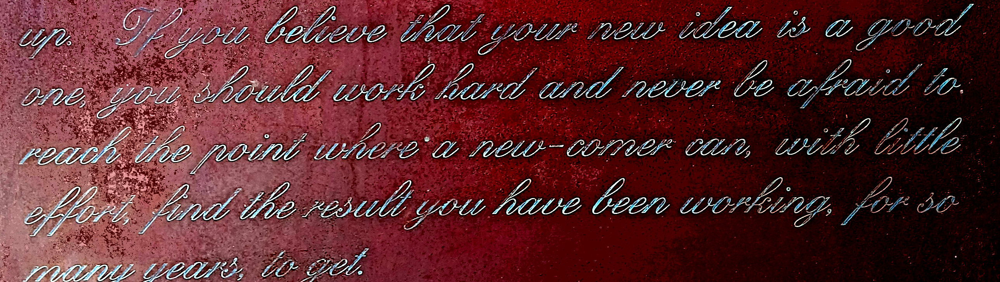 up. If you believe that your new idea is a good
one, you should work hard and never be afraid to
reach the point where a new-comer can, with little
effort, find the result you have been working, for so
many years, to get.